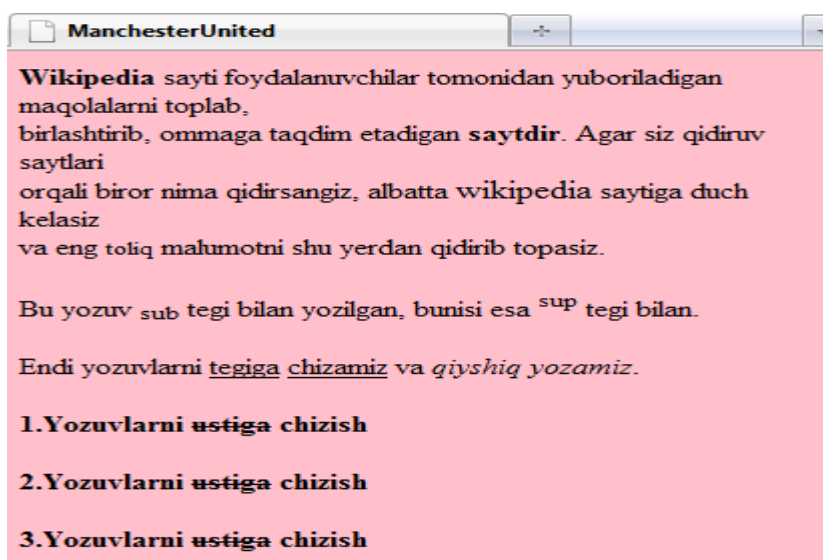 ManchesterUnited
Wikipedia sayti foydalanuvchilar tomonidan yuboriladigan
maqolalarni toplab,
birlashtirib, ommaga taqdim etadigan saytdir. Agar siz qidiruv
saytlari
orqali biror nima qidirsangiz, albatta wikipedia saytiga duch
kelasiz
va eng toliq malumotni shu yerdan qidirib topasiz.
Bu yozuv sub tegi bilan yozilgan, bunisi esa sup tegi bilan.
Endi yozuvlarni tegiga chizamiz va qiyshiq yozamiz.
1.Yozuvlarni ustiga chizish
2.Yozuvlarni ustiga chizish
3.Yozuvlarni ustiga chizish